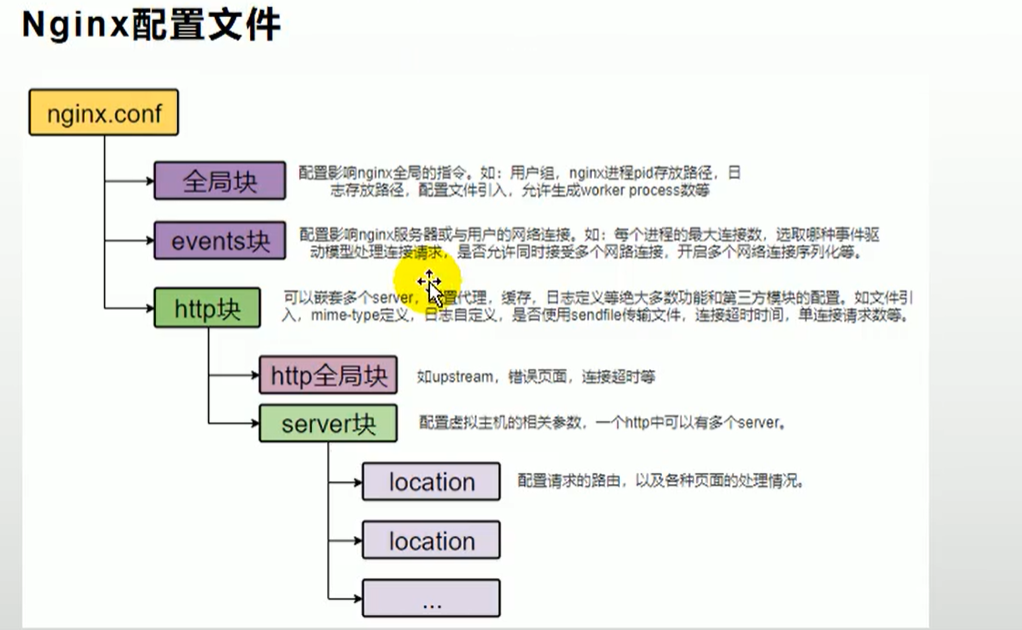 Nginx配置文件
nginx.conf
全局块
配置影响nginx全局的指令。如：用户组，nginx进程pid存放路径，日
志存放路径，配置文件引入，允许生成worker process数等
events块
配置影响nginx服务器或与用户的网络连接。如：每个进程的最大连接数，选取哪种事件驱
动模型处理连接请求，是否允许同时接受多个网路连接，开启多个网络连接序列化等。
http块
可以嵌套多个server，配置代理，缓存，日志定义等绝大多数功能和第三方模块的配置。如文件引
入，mime-type定义，日志自定义，是否使用sendfile传输文件，连接超时时间，单连接请求数等。
http全局块
如upstream，错误页面，连接超时等
server块
配置虚拟主机的相关参数，一个http中可以有多个server。
location
配置请求的路由，以及各种页面的处理情况。
location
...